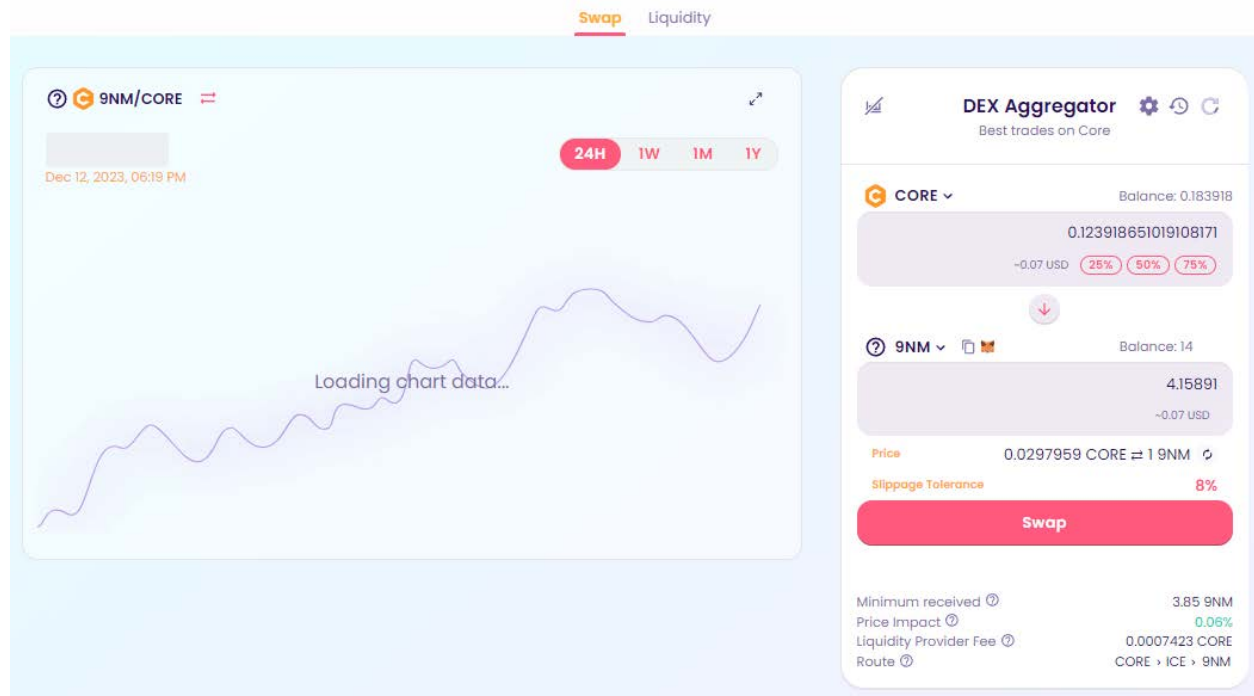 Swap Liquidity
9NM/CORE
24H 1W 1M 1Y
Dec 12, 2023, 06:19 PM
Loading chart data...
DEX Aggregator
Best trades on Core
CORE Balance: 0.183918
0.123918651019108171
~0.07 USD 25% 50% 75%
9NM Balance: 14
4.15891
~0.07 USD
Price 0.0297959 CORE ⇄ 1 9NM
Slippage Tolerance 8%
Swap
Minimum received 3.85 9NM
Price Impact 0.06%
Liquidity Provider Fee 0.0007423 CORE
Route CORE > ICE > 9NM